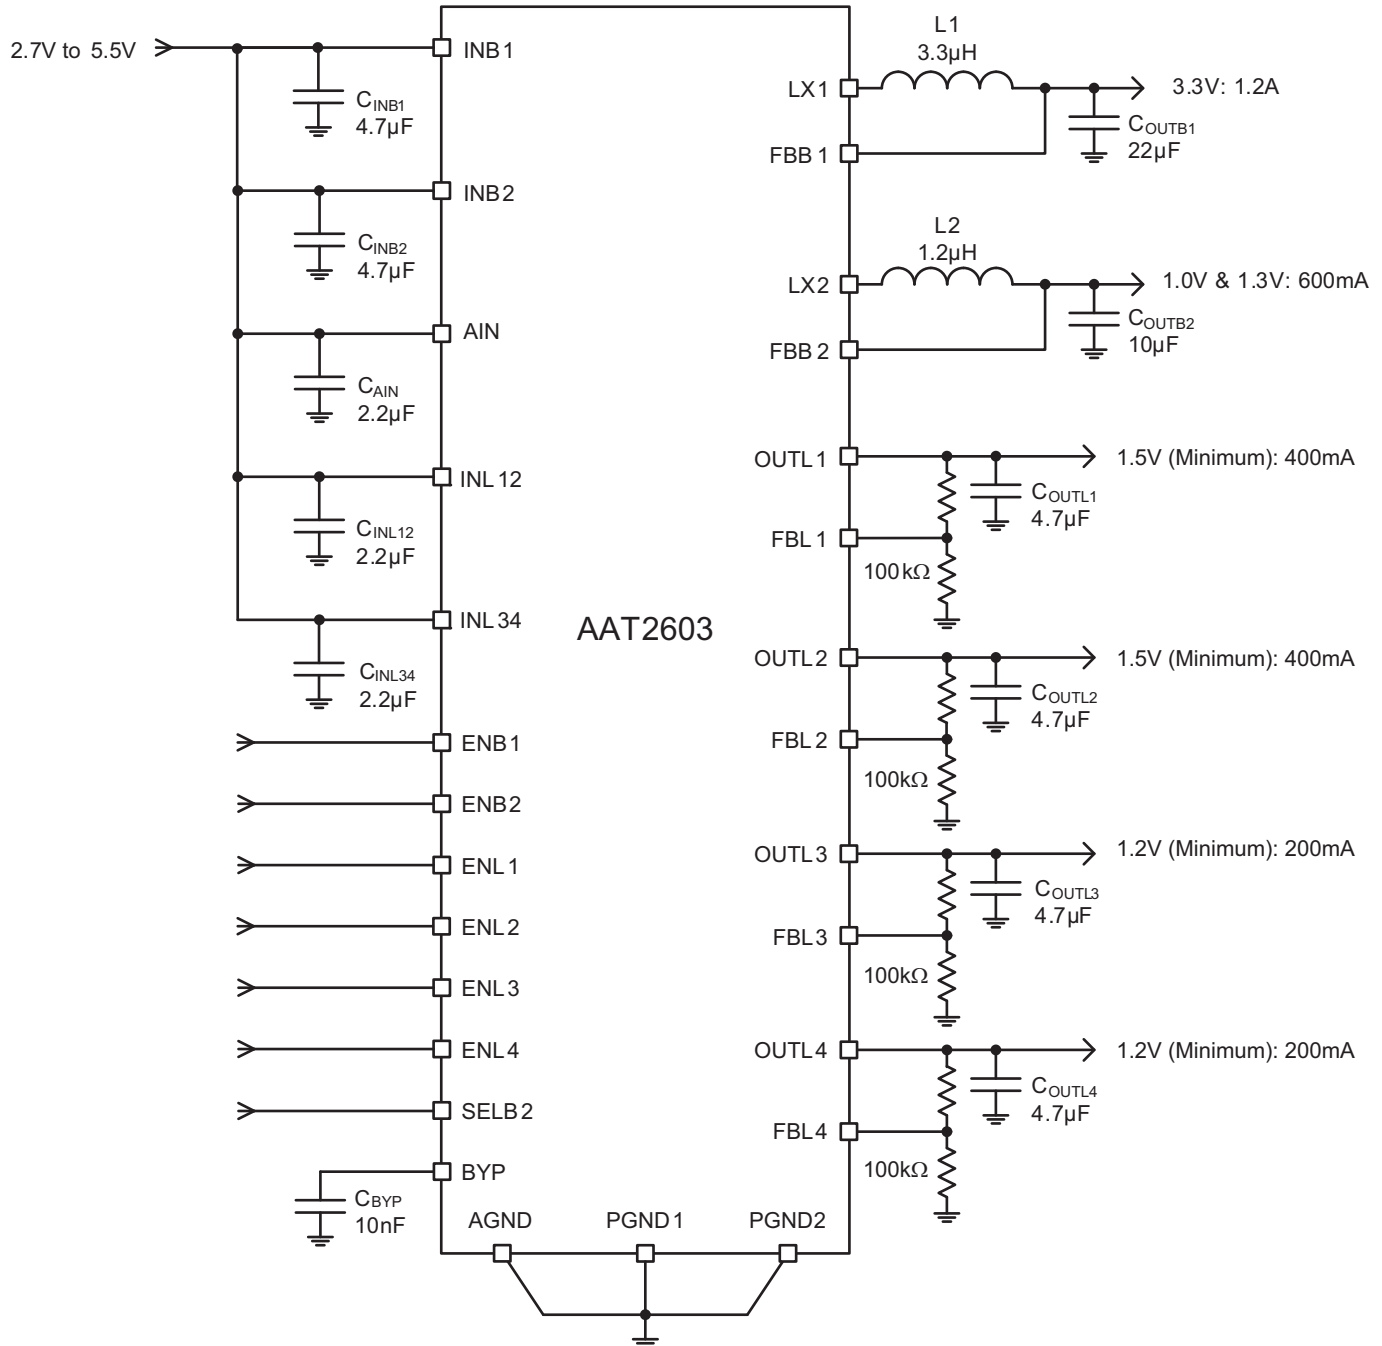 2.7V to 5.5V
INB1
CINB1
4.7µF
INB2
CINB2
4.7µF
AIN
CAIN
2.2µF
INL12
CINL12
2.2µF
INL34
CINL34
2.2µF
ENB1
ENB2
ENL1
ENL2
ENL3
ENL4
SELB2
BYP
CBYP
10nF
AAT2603
AGND
PGND1
PGND2
L1
3.3µH
LX1
3.3V: 1.2A
COUTB1
22µF
FBB1
L2
1.2µH
LX2
1.0V & 1.3V: 600mA
COUTB2
10µF
FBB2
OUTL1
1.5V (Minimum): 400mA
COUTL1
4.7µF
FBL1
100kΩ
OUTL2
1.5V (Minimum): 400mA
COUTL2
4.7µF
FBL2
100kΩ
OUTL3
1.2V (Minimum): 200mA
COUTL3
4.7µF
FBL3
100kΩ
OUTL4
1.2V (Minimum): 200mA
COUTL4
4.7µF
FBL4
100kΩ